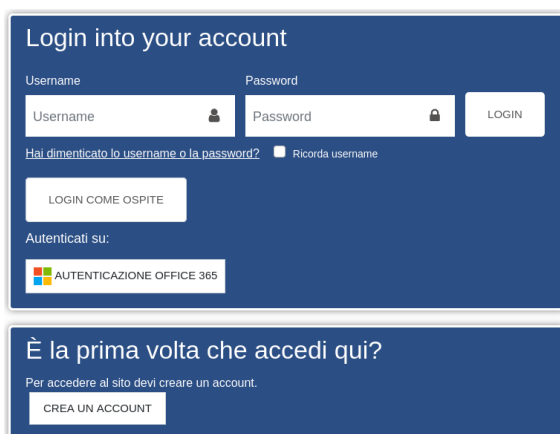 Login into your account
Username Password
Username Password LOGIN
Hai dimenticato lo username o la password? Ricorda username
LOGIN COME OSPITE
Autenticati su:
AUTENTICAZIONE OFFICE 365
È la prima volta che accedi qui?
Per accedere al sito devi creare un account.
CREA UN ACCOUNT